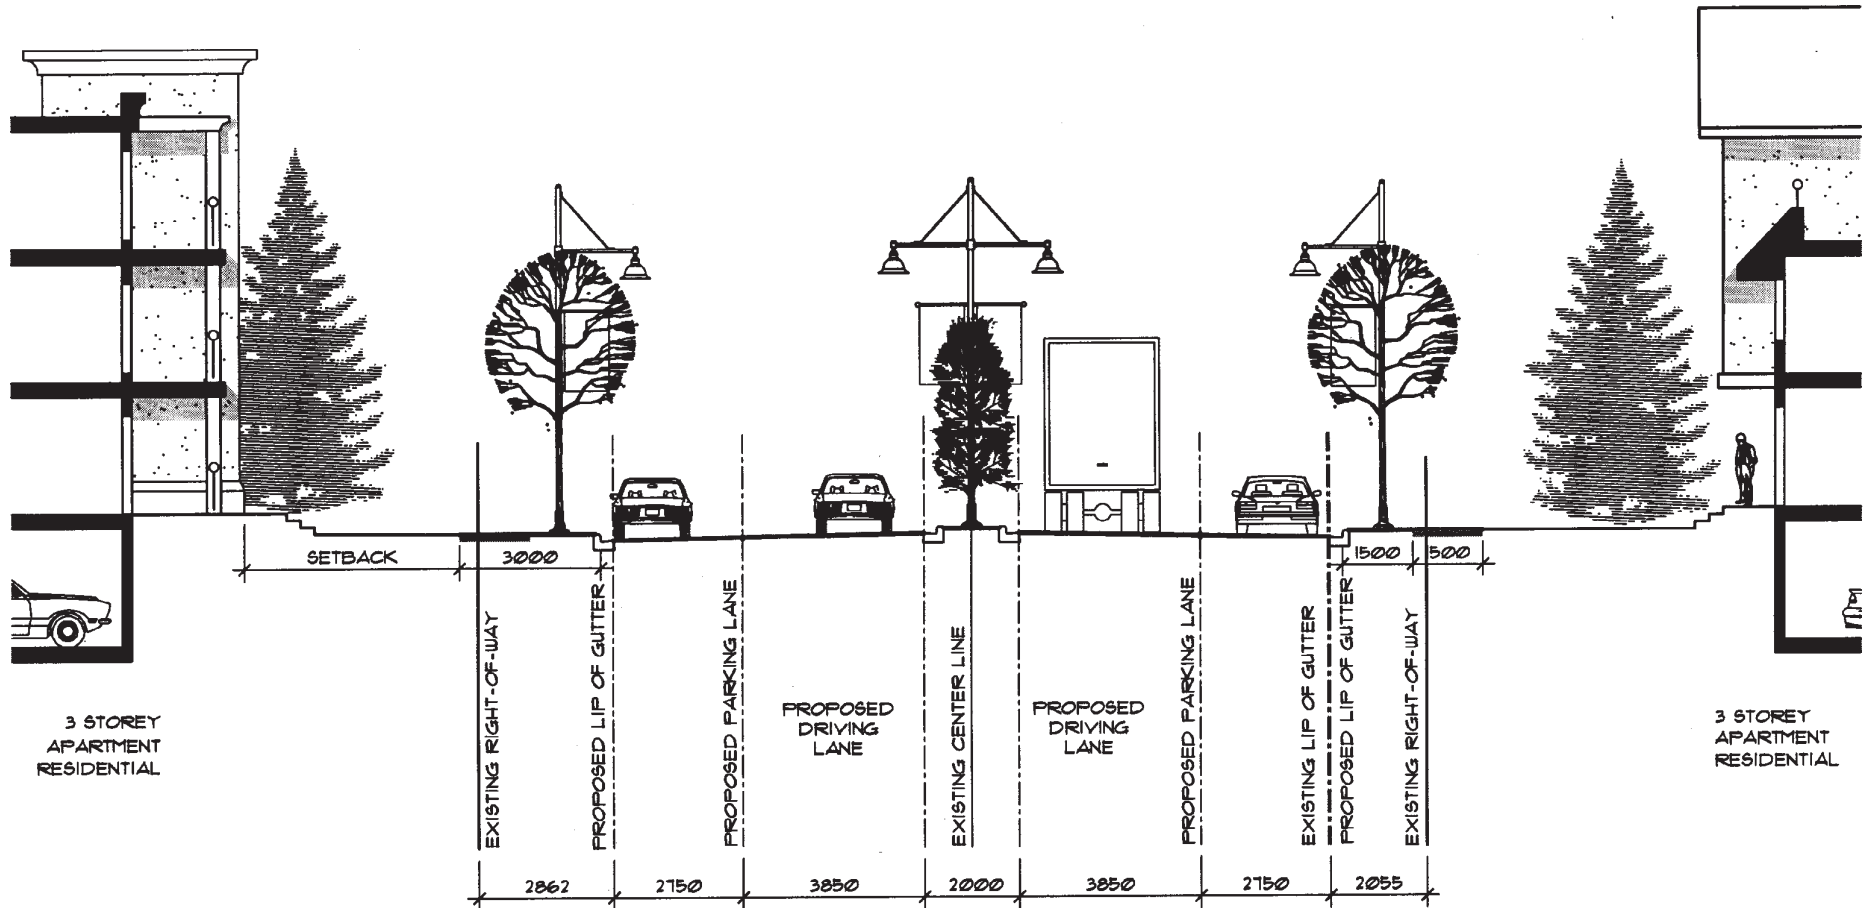 SETBACK
3000
1500
1500
EXISTING RIGHT-OF-WAY
PROPOSED LIP OF GUTTER
PROPOSED PARKING LANE
PROPOSED
DRIVING
LANE
EXISTING CENTER LINE
PROPOSED
DRIVING
LANE
PROPOSED PARKING LANE
EXISTING LIP OF GUTTER
PROPOSED LIP OF GUTTER
EXISTING RIGHT-OF-WAY
3 STOREY
APARTMENT
RESIDENTIAL
3 STOREY
APARTMENT
RESIDENTIAL
2862
2750
3850
2000
3850
2750
2055